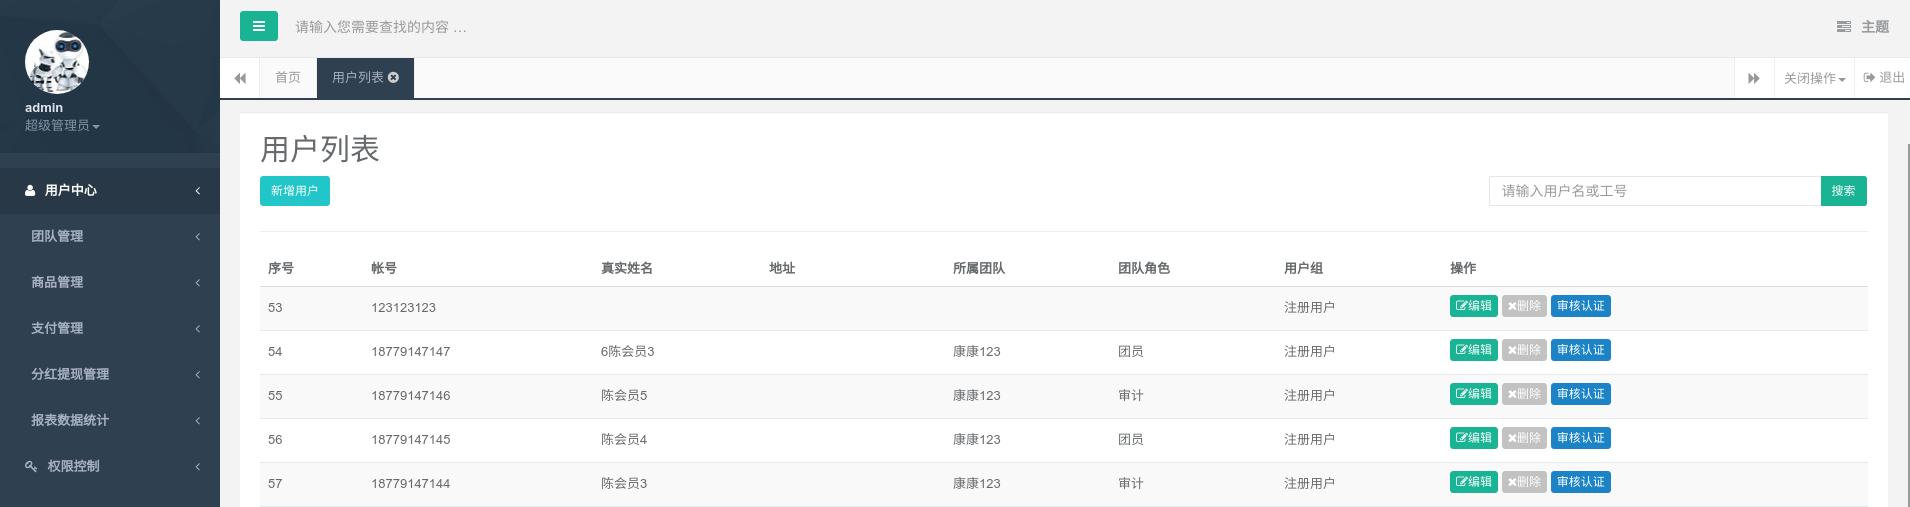 admin
超级管理员
用户中心
团队管理
商品管理
支付管理
分红提现管理
报表数据统计
权限控制
请输入您需要查找的内容 …
主题
首页 用户列表 关闭操作 退出
用户列表
新增用户 请输入用户名或工号 搜索
序号 帐号 真实姓名 地址 所属团队 团队角色 用户组 操作
53 123123123 注册用户 编辑 删除 审核认证
54 18779147147 6陈会员3 康康123 团员 注册用户 编辑 删除 审核认证
55 18779147146 陈会员5 康康123 审计 注册用户 编辑 删除 审核认证
56 18779147145 陈会员4 康康123 团员 注册用户 编辑 删除 审核认证
57 18779147144 陈会员3 康康123 审计 注册用户 编辑 删除 审核认证